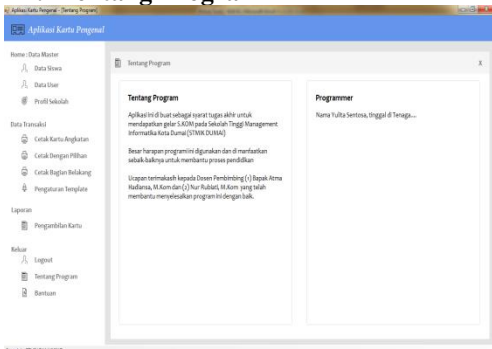 Aplikasi Kartu Pengenal - [Tentang Program]
Aplikasi Kartu Pengenal
Home : Data Master
Data Siswa
Data User
Profil Sekolah
Data Transaksi
Cetak Kartu Angkatan
Cetak Dengan Pilihan
Cetak Bagian Belakang
Pengaturan Template
Laporan
Pengambilan Kartu
Keluar
Logout
Tentang Program
Bantuan
Tentang Program X
Tentang Program
Aplikasi ini di buat sebagai syarat tugas akhir untuk
mendapatkan gelar S.KOM pada Sekolah Tinggi Management
Informatika Kota Dumai (STMIK DUMAI)
Besar harapan program ini digunakan dan di manfaatkan
sebaik-baiknya untuk membantu proses pendidikan
Ucapan terimakasih kepada Dosen Pembimbing (1) Bapak Atma
Hadiansa, M.Kom dan (2) Nur Rubiati, M.Kom yang telah
membantu menyelesaikan program ini dengan baik.
Programmer
Nama Yulita Sentosa, tinggal di Tenaga....